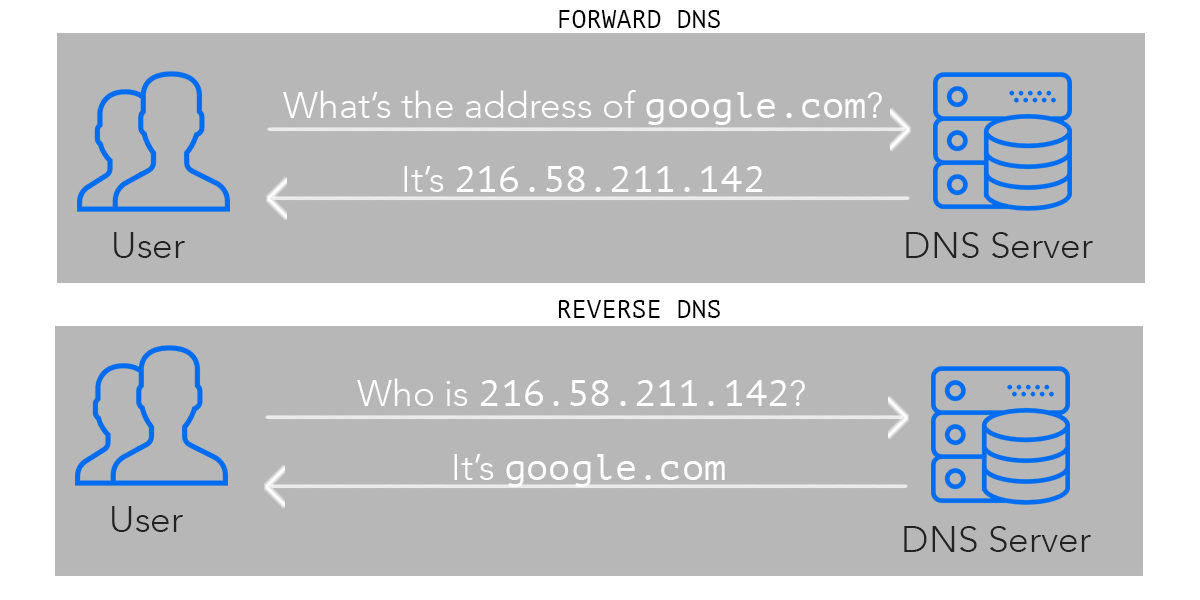 FORWARD DNS
What's the address of google.com?
It's 216.58.211.142
User
DNS Server
REVERSE DNS
Who is 216.58.211.142?
It's google.com
User
DNS Server